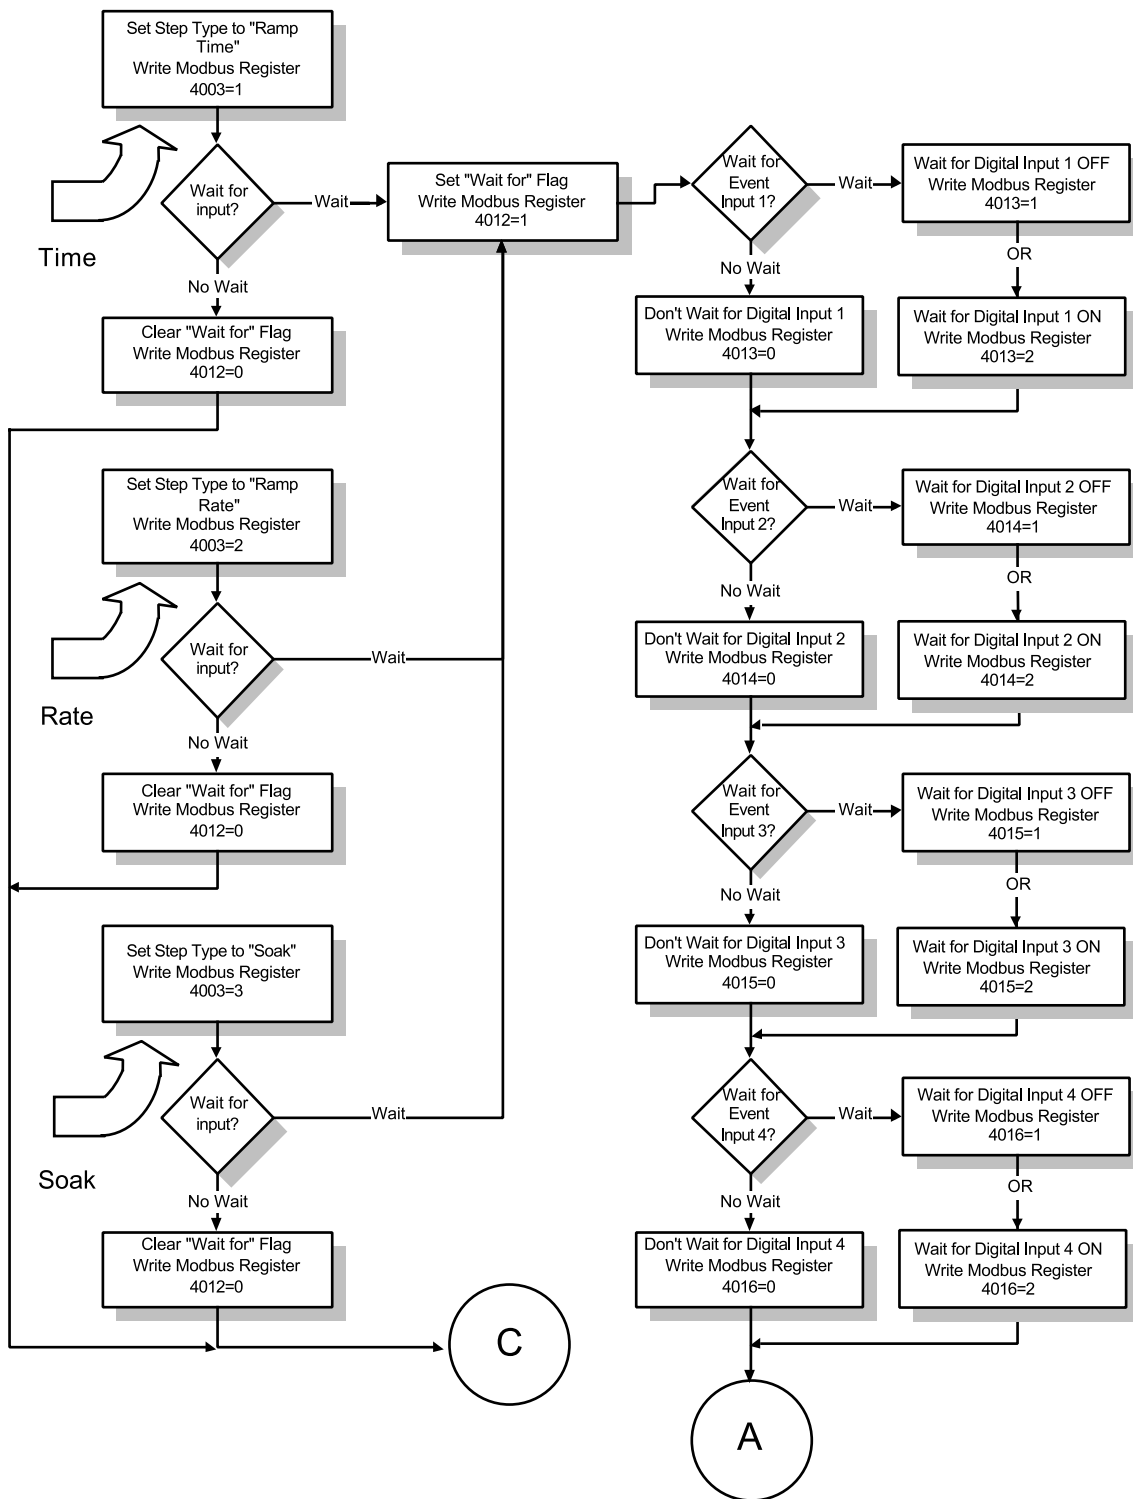 Set Step Type to "Ramp
Time"
Write Modbus Register
4003=1
Wait for
input?
Time
Wait
No Wait
Clear "Wait for" Flag
Write Modbus Register
4012=0
Set "Wait for" Flag
Write Modbus Register
4012=1
Set Step Type to "Ramp
Rate"
Write Modbus Register
4003=2
Wait for
input?
Rate
Wait
No Wait
Clear "Wait for" Flag
Write Modbus Register
4012=0
Set Step Type to "Soak"
Write Modbus Register
4003=3
Wait for
input?
Soak
Wait
No Wait
Clear "Wait for" Flag
Write Modbus Register
4012=0
C
Wait for
Event
Input 1?
Wait
Wait for Digital Input 1 OFF
Write Modbus Register
4013=1
OR
No Wait
Don't Wait for Digital Input 1
Write Modbus Register
4013=0
Wait for Digital Input 1 ON
Write Modbus Register
4013=2
Wait for
Event
Input 2?
Wait
Wait for Digital Input 2 OFF
Write Modbus Register
4014=1
OR
No Wait
Don't Wait for Digital Input 2
Write Modbus Register
4014=0
Wait for Digital Input 2 ON
Write Modbus Register
4014=2
Wait for
Event
Input 3?
Wait
Wait for Digital Input 3 OFF
Write Modbus Register
4015=1
OR
No Wait
Don't Wait for Digital Input 3
Write Modbus Register
4015=0
Wait for Digital Input 3 ON
Write Modbus Register
4015=2
Wait for
Event
Input 4?
Wait
Wait for Digital Input 4 OFF
Write Modbus Register
4016=1
OR
No Wait
Don't Wait for Digital Input 4
Write Modbus Register
4016=0
Wait for Digital Input 4 ON
Write Modbus Register
4016=2
A